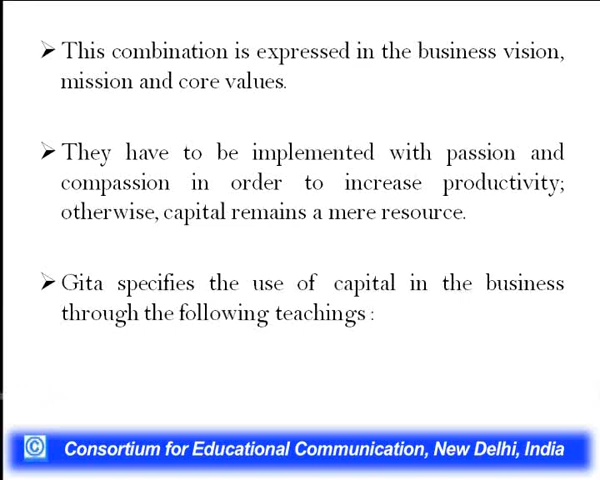 ➢ This combination is expressed in the business vision,
mission and core values.
➢ They have to be implemented with passion and
compassion in order to increase productivity;
otherwise, capital remains a mere resource.
➢ Gita specifies the use of capital in the business
through the following teachings :
© Consortium for Educational Communication, New Delhi, India